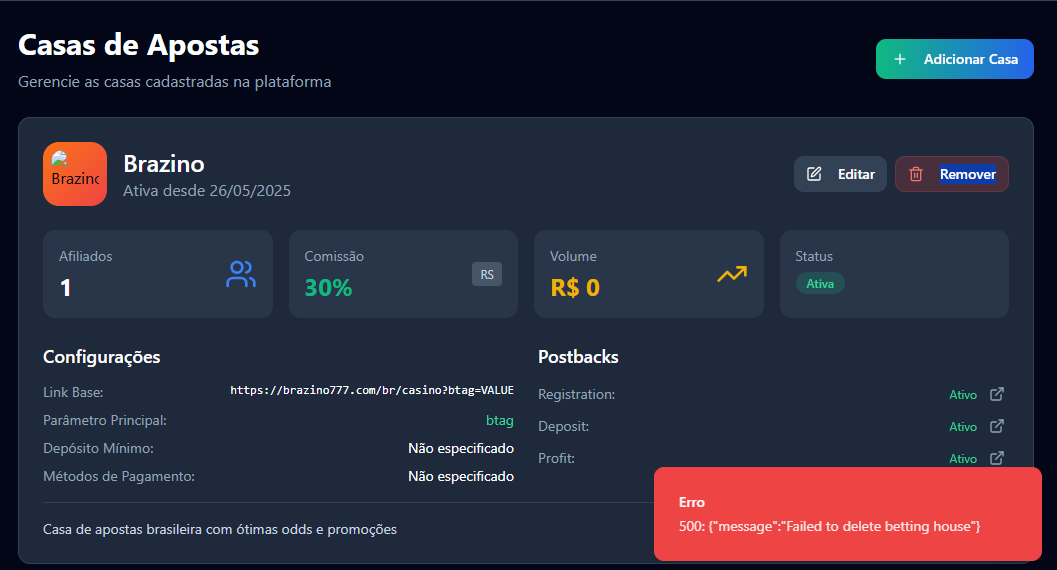 Casas de Apostas
Gerencie as casas cadastradas na plataforma
+ Adicionar Casa
Brazino
Brazino
Ativa desde 26/05/2025
Editar
Remover
Afiliados
1
Comissão
30%
RS
Volume
R$ 0
Status
Ativa
Configurações
Link Base: https://brazino777.com/br/casino?btag=VALUE
Parâmetro Principal: btag
Depósito Mínimo: Não especificado
Métodos de Pagamento: Não especificado
Postbacks
Registration: Ativo
Deposit: Ativo
Profit: Ativo
Casa de apostas brasileira com ótimas odds e promoções
Erro
500: {"message":"Failed to delete betting house"}